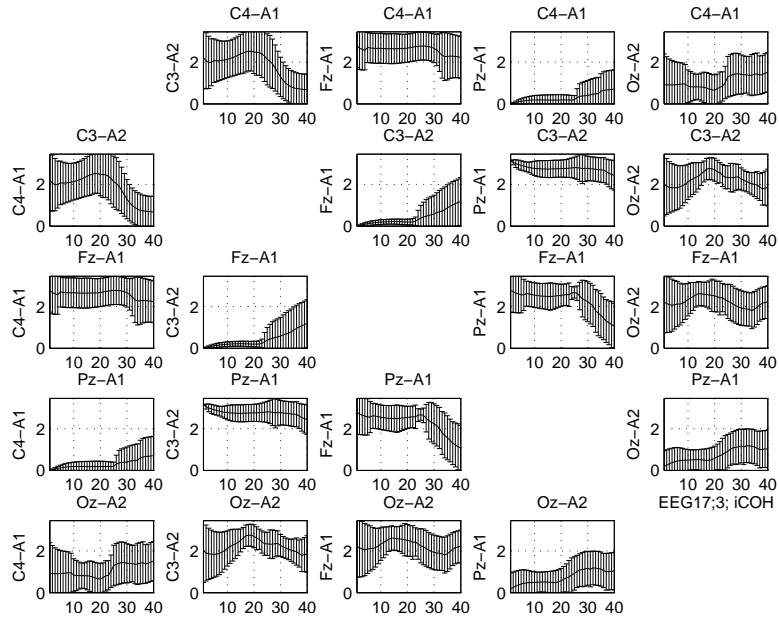 C4−A1 C4−A1 C4−A1 C4−A1
C3−A2 0 2 10 20 30 40
Fz−A1 0 2 10 20 30 40
Pz−A1 0 2 10 20 30 40
Oz−A2 0 2 10 20 30 40
C3−A2 C3−A2 C3−A2 C3−A2
C4−A1 0 2 10 20 30 40
Fz−A1 0 2 10 20 30 40
Pz−A1 0 2 10 20 30 40
Oz−A2 0 2 10 20 30 40
Fz−A1 Fz−A1 Fz−A1 Fz−A1
C4−A1 0 2 10 20 30 40
C3−A2 0 2 10 20 30 40
Pz−A1 0 2 10 20 30 40
Oz−A2 0 2 10 20 30 40
Pz−A1 Pz−A1 Pz−A1 Pz−A1
C4−A1 0 2 10 20 30 40
C3−A2 0 2 10 20 30 40
Fz−A1 0 2 10 20 30 40
Oz−A2 0 2 10 20 30 40
Oz−A2 Oz−A2 Oz−A2 Oz−A2 EEG17;3; iCOH
C4−A1 0 2 10 20 30 40
C3−A2 0 2 10 20 30 40
Fz−A1 0 2 10 20 30 40
Pz−A1 0 2 10 20 30 40